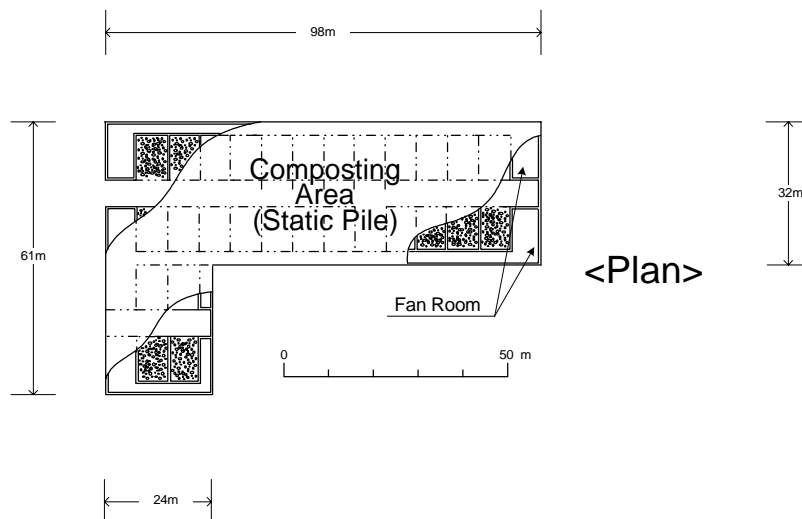 98m
Composting
Area
(Static Pile)
32m
61m
<Plan>
Fan Room
0
50 m
24m